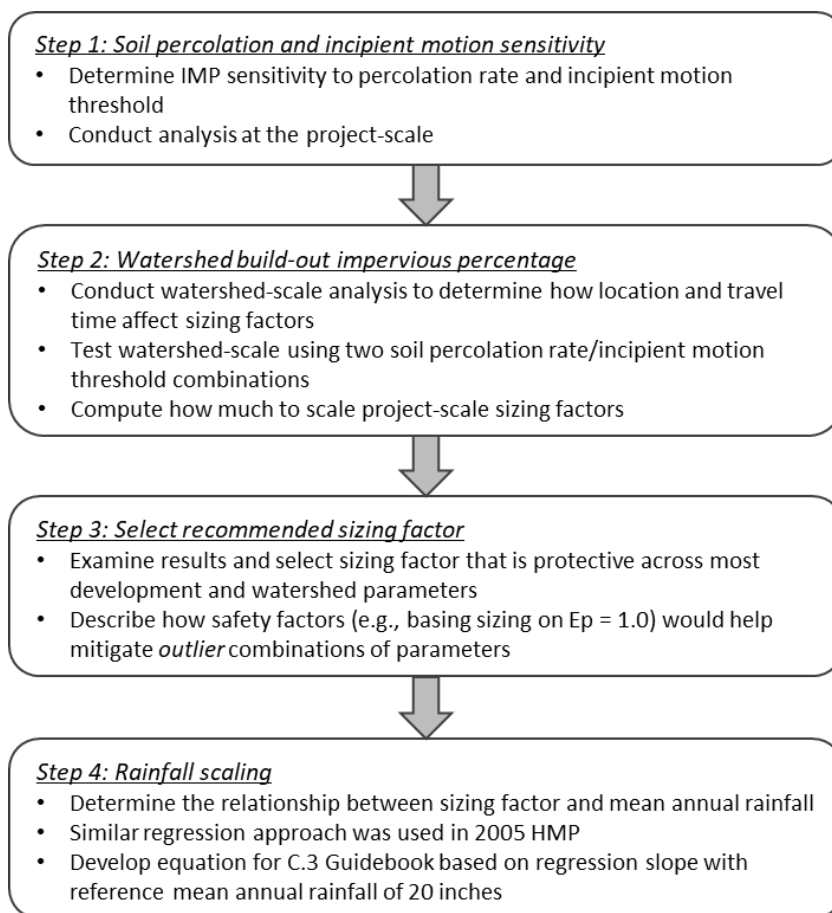 Step 1: Soil percolation and incipient motion sensitivity
• Determine IMP sensitivity to percolation rate and incipient motion
threshold
• Conduct analysis at the project-scale
Step 2: Watershed build-out impervious percentage
• Conduct watershed-scale analysis to determine how location and travel
time affect sizing factors
• Test watershed-scale using two soil percolation rate/incipient motion
threshold combinations
• Compute how much to scale project-scale sizing factors
Step 3: Select recommended sizing factor
• Examine results and select sizing factor that is protective across most
development and watershed parameters
• Describe how safety factors (e.g., basing sizing on Ep = 1.0) would help
mitigate outlier combinations of parameters
Step 4: Rainfall scaling
• Determine the relationship between sizing factor and mean annual rainfall
• Similar regression approach was used in 2005 HMP
• Develop equation for C.3 Guidebook based on regression slope with
reference mean annual rainfall of 20 inches